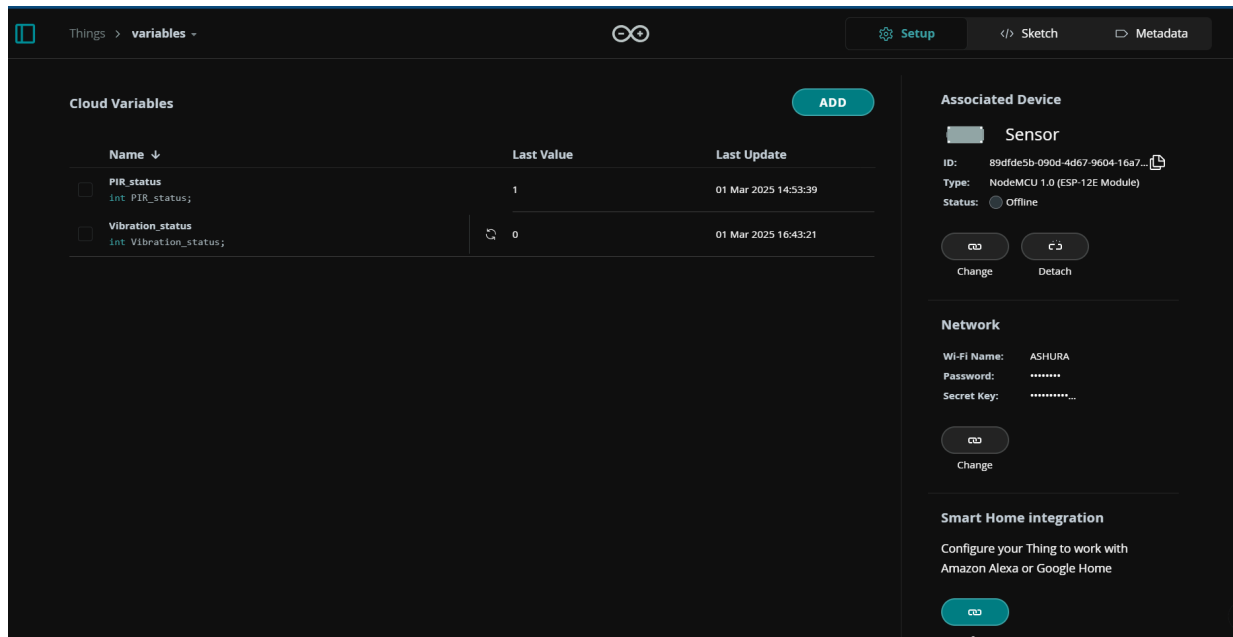 Things > variables
Setup
</> Sketch
Metadata
Cloud Variables
ADD
Name ↓ Last Value Last Update
PIR_status
int PIR_status;
1 01 Mar 2025 14:53:39
Vibration_status
int Vibration_status;
0 01 Mar 2025 16:43:21
Associated Device
Sensor
ID: 89dfde5b-090d-4d67-9604-16a7...
Type: NodeMCU 1.0 (ESP-12E Module)
Status: Offline
Change Detach
Network
Wi-Fi Name: ASHURA
Password: ••••••••
Secret Key: ••••••••••...
Change
Smart Home integration
Configure your Thing to work with
Amazon Alexa or Google Home